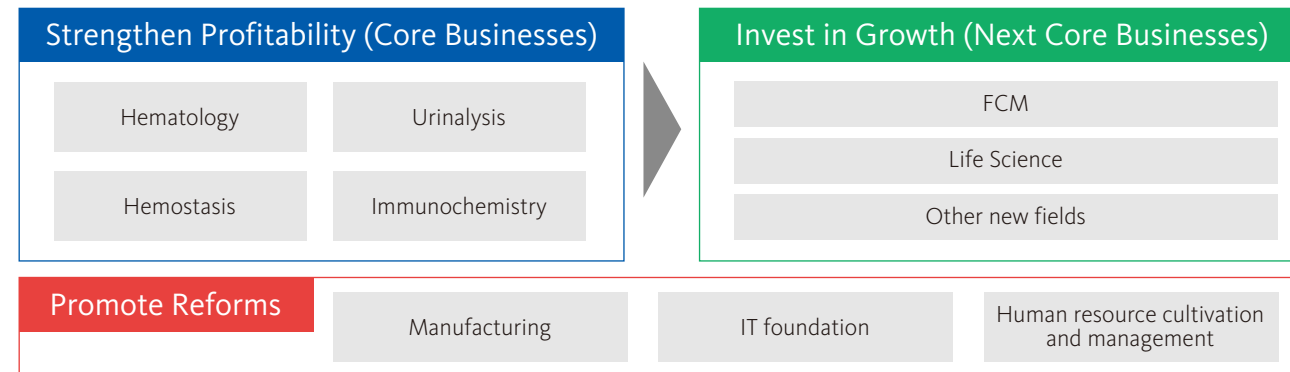 Strengthen Profitability (Core Businesses)
Hematology
Urinalysis
Hemostasis
Immunochemistry
Invest in Growth (Next Core Businesses)
FCM
Life Science
Other new fields
Promote Reforms
Manufacturing
IT foundation
Human resource cultivation
and management